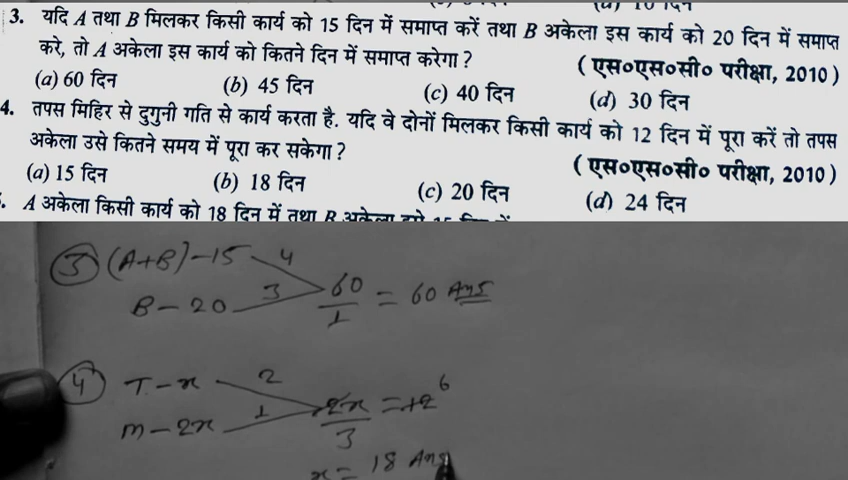 3. यदि A तथा B मिलकर किसी कार्य को 15 दिन में समाप्त करें तथा B अकेला इस कार्य को 20 दिन में समाप्त
करे, तो A अकेला इस कार्य को कितने दिन में समाप्त करेगा ? ( एस०एस०सी० परीक्षा, 2010 )
(a) 60 दिन (b) 45 दिन (c) 40 दिन (d) 30 दिन
4. तपस मिहिर से दुगुनी गति से कार्य करता है. यदि वे दोनों मिलकर किसी कार्य को 12 दिन में पूरा करें तो तपस
अकेला उसे कितने समय में पूरा कर सकेगा ? ( एस०एस०सी० परीक्षा, 2010 )
(a) 15 दिन (b) 18 दिन (c) 20 दिन (d) 24 दिन
A अकेला किसी कार्य को 18 दिन में तथा B अकेला इसे 15 दिन में
3 (A+B)-15 4
B-20 3 60/1 = 60 Ans
4 T-x 2
M-2x 1 2x/3 = 12 6
x = 18 Ans